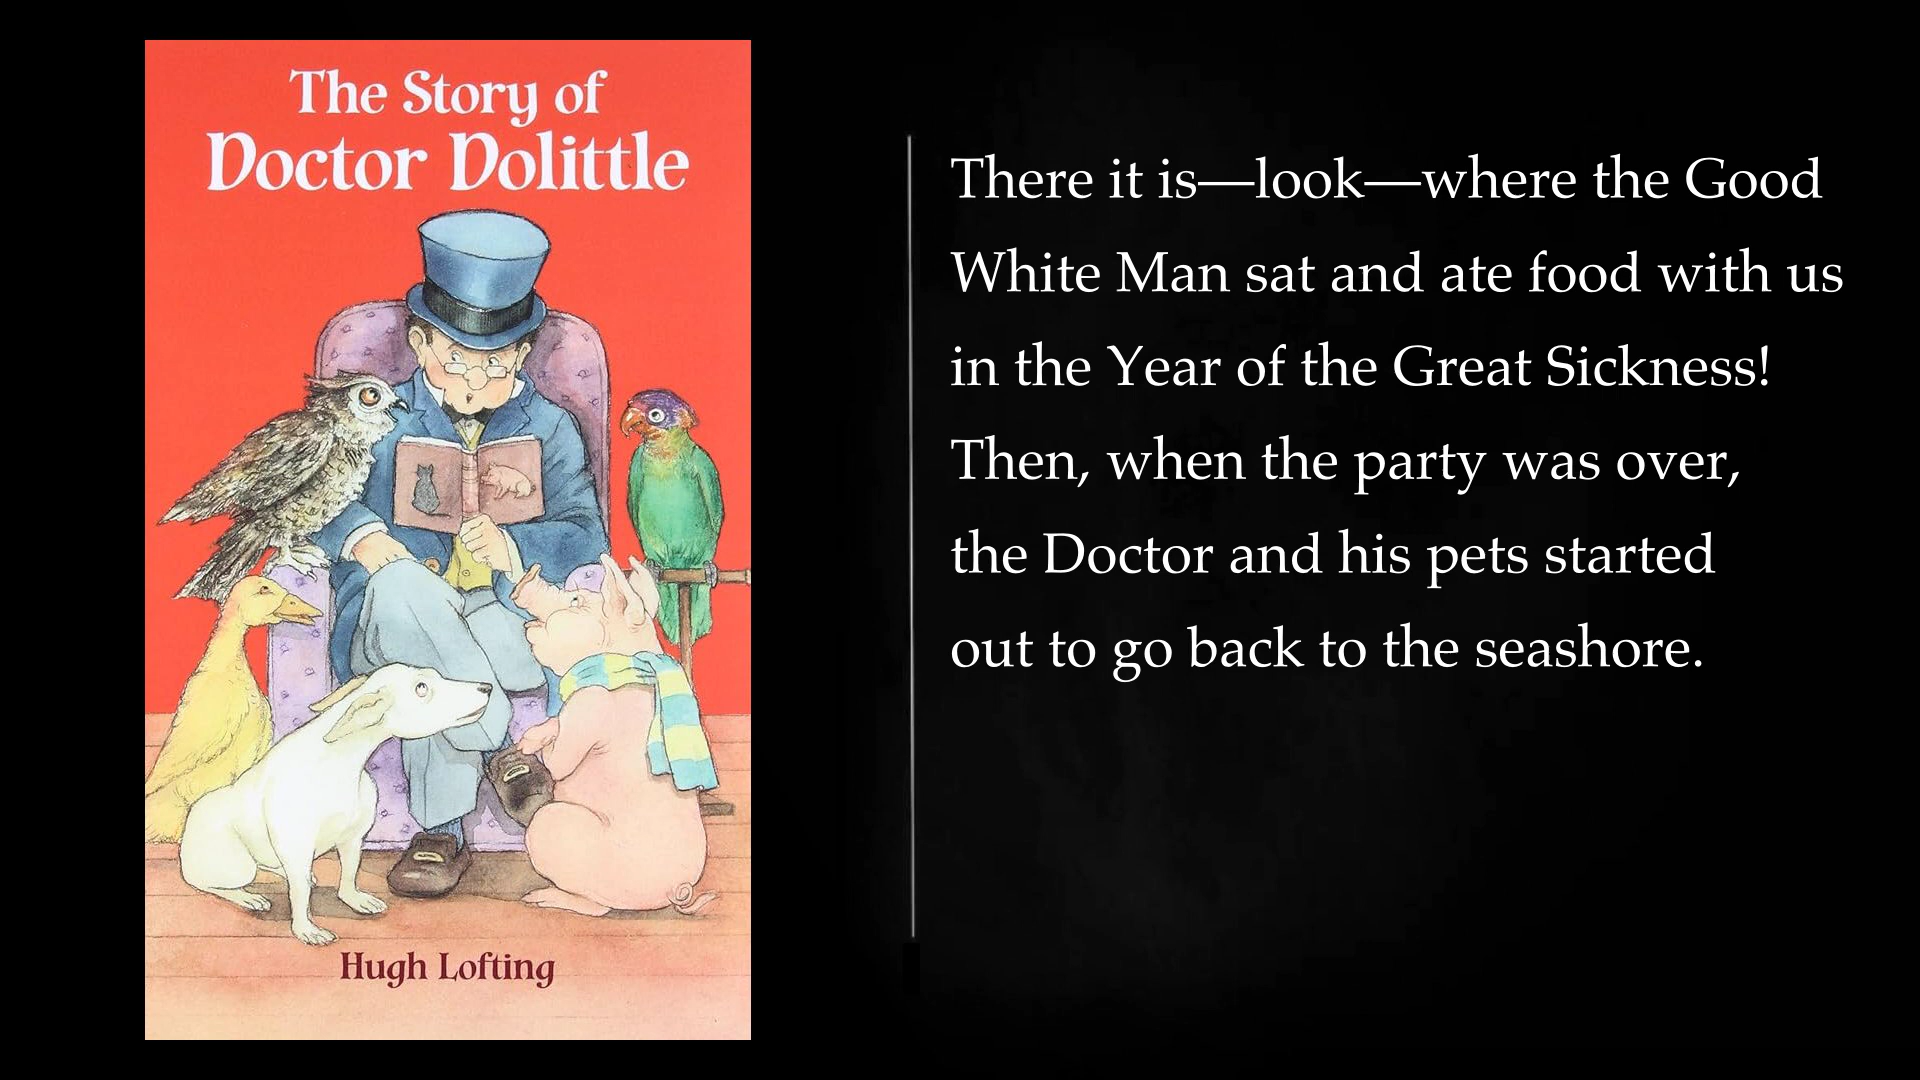 The Story of
Doctor Dolittle
Hugh Lofting
There it is—look—where the Good
White Man sat and ate food with us
in the Year of the Great Sickness!
Then, when the party was over,
the Doctor and his pets started
out to go back to the seashore.